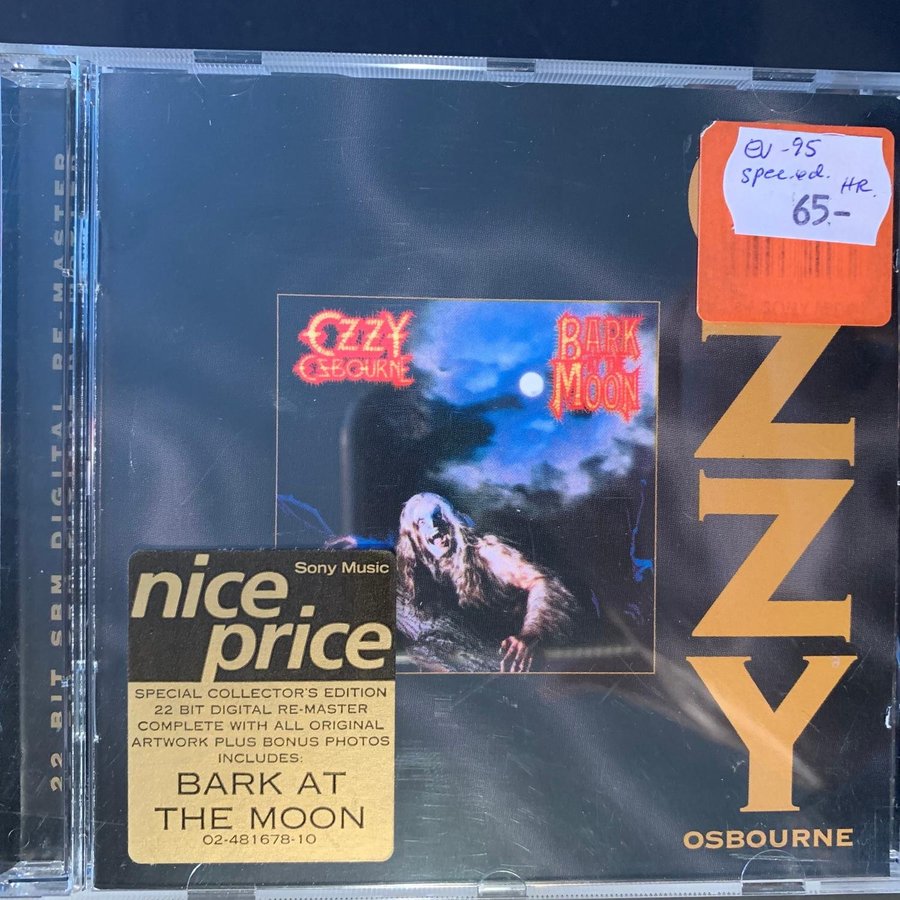 22 BIT SBM DIGITAL RE-MASTER
EU -95
spec.ed.
HR.
65.-
OZZY
OSBOURNE
BARK
AT THE
MOON
ZZY
OSBOURNE
Sony Music
nice
price
SPECIAL COLLECTOR'S EDITION
22 BIT DIGITAL RE-MASTER
COMPLETE WITH ALL ORIGINAL
ARTWORK PLUS BONUS PHOTOS
INCLUDES:
BARK AT
THE MOON
02-481678-10